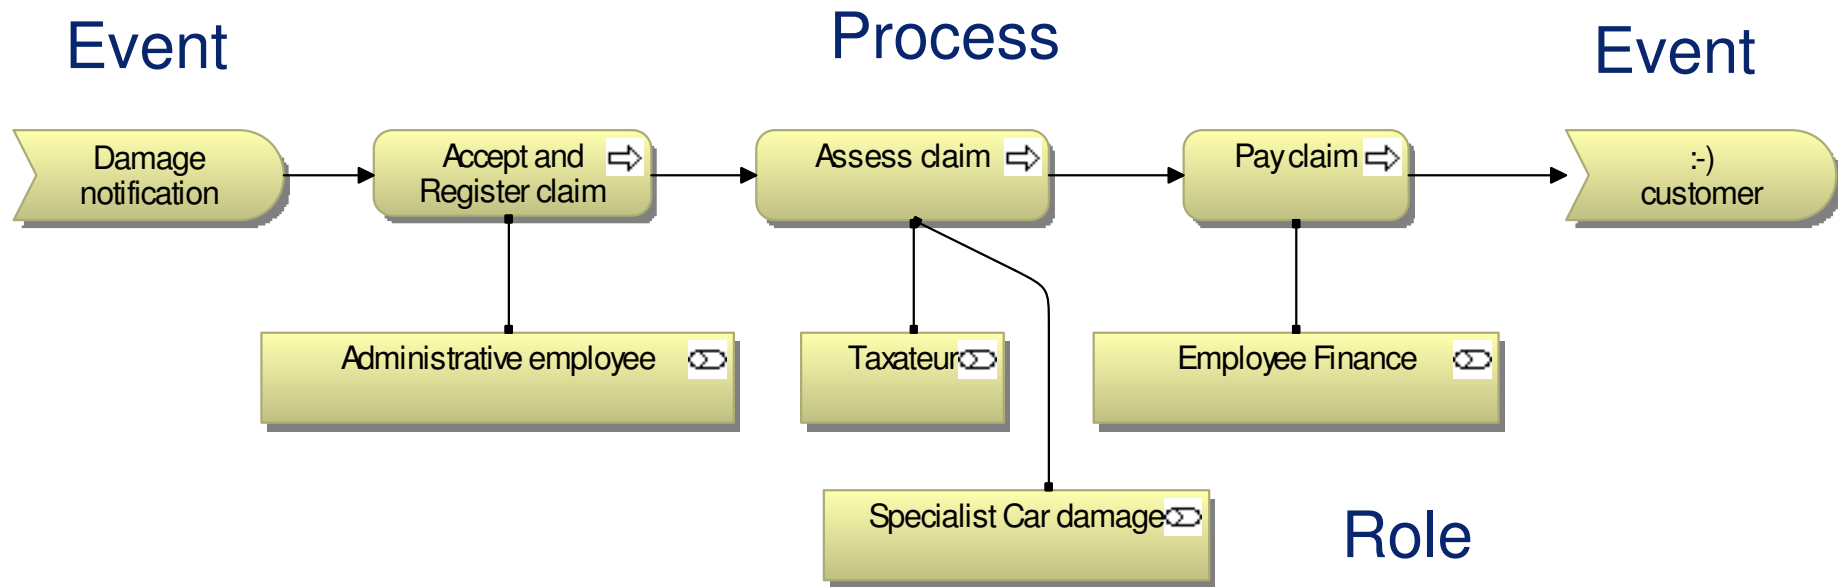 Event
Process
Event
Damage
notification
Accept and
Register claim
Assess claim
Pay claim
:-)
customer
Administrative employee
Taxateur
Employee Finance
Specialist Car damage
Role